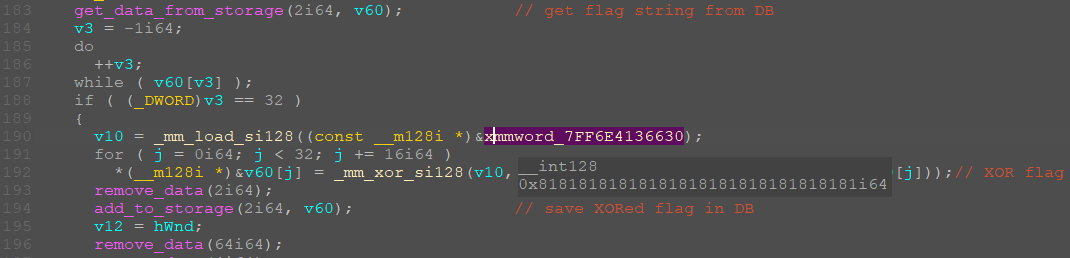 183 get_data_from_storage(2i64, v60); // get flag string from DB
184 v3 = -1i64;
185 do
186 ++v3;
187 while ( v60[v3] );
188 if ( (_DWORD)v3 == 32 )
189 {
190 v10 = _mm_load_si128((const __m128i *)&xmmword_7FF6E4136630);
191 for ( j = 0i64; j < 32; j += 16i64 )
__int128
192 *(__m128i *)&v60[j] = _mm_xor_si128(v10, [j]));// XOR flag
0x81818181818181818181818181818181i64
193 remove_data(2i64);
194 add_to_storage(2i64, v60); // save XORed flag in DB
195 v12 = hWnd;
196 remove_data(64i64);